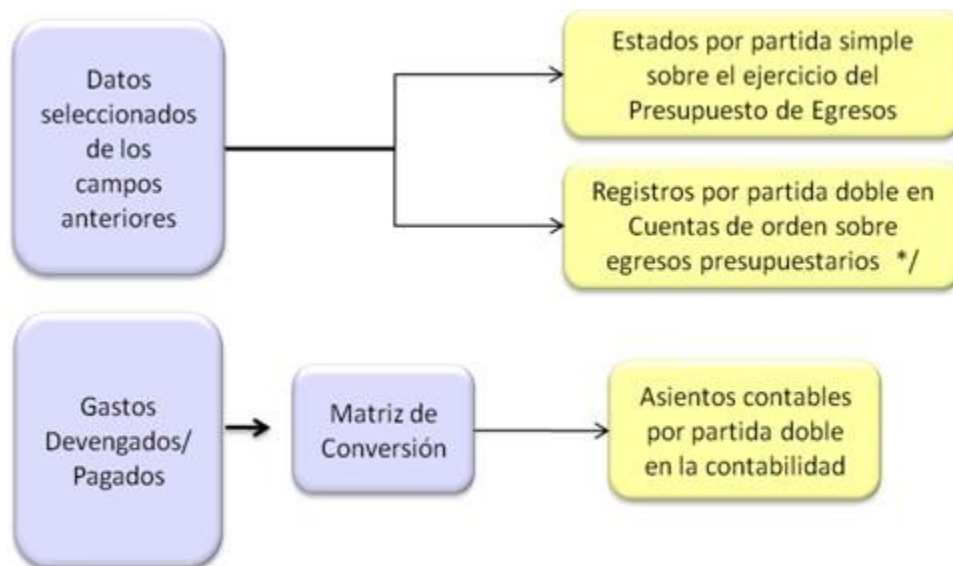 Datos
seleccionados
de los
campos
anteriores
Estados por partida simple
sobre el ejercicio del
Presupuesto de Egresos
Registros por partida doble en
Cuentas de orden sobre
egresos presupuestarios */
Gastos
Devengados/
Pagados
Matriz de
Conversión
Asientos contables
por partida doble
en la contabilidad